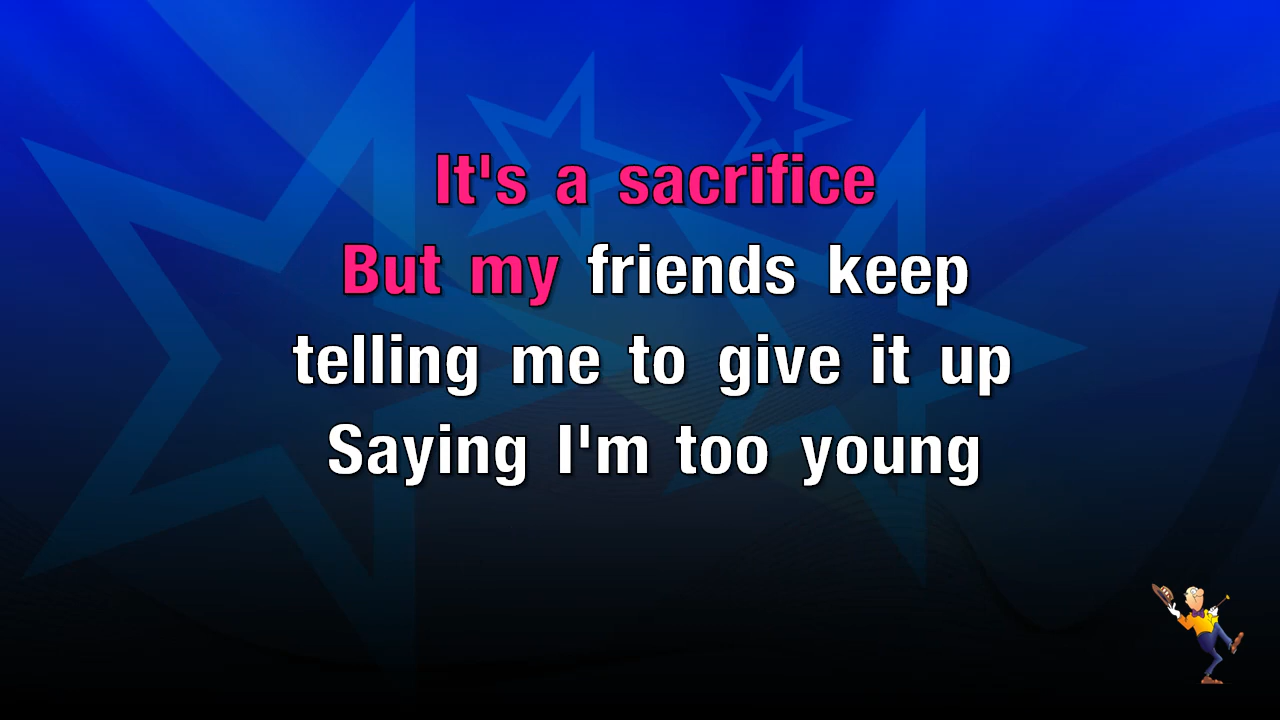 It's a sacrifice
But my friends keep
telling me to give it up
Saying I'm too young